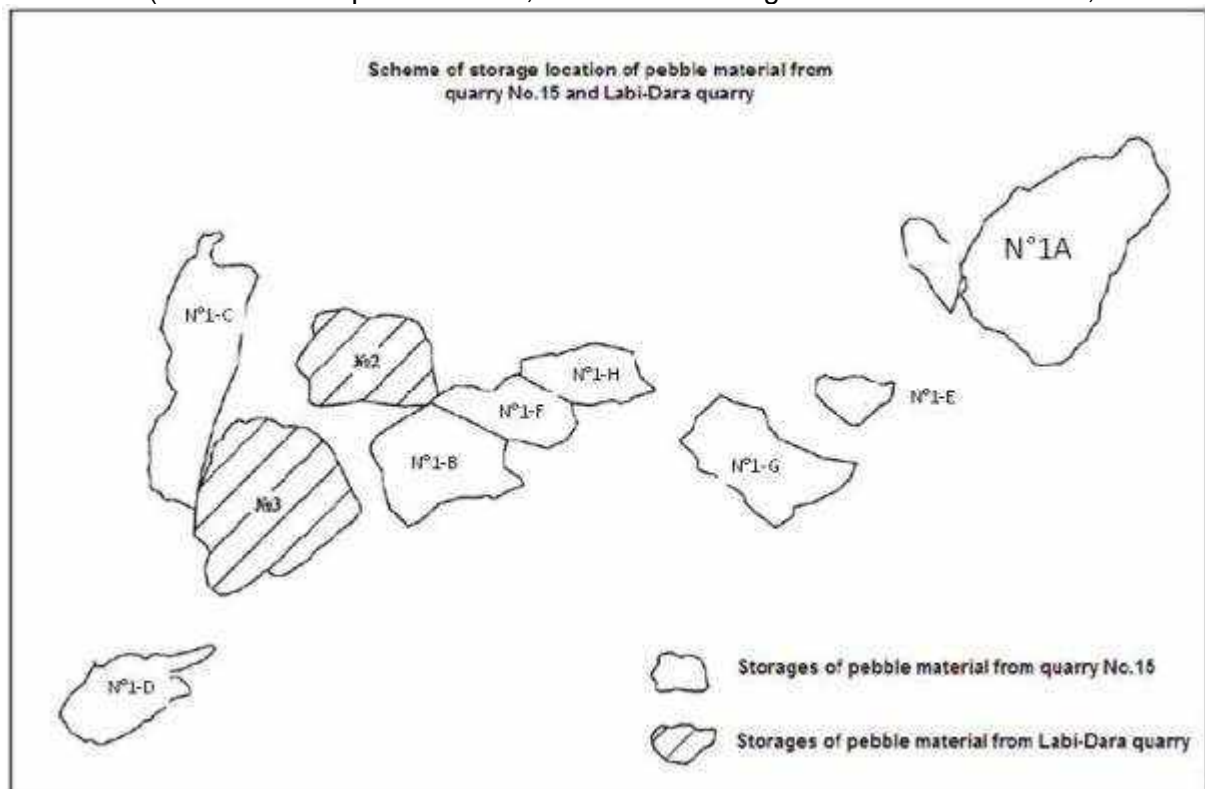 Scheme of storage location of pebble material from
quarry No.15 and Labi-Dara quarry
N°1A
N°1-C
№2
N°1-H
N°1-F
N°1-E
N°1-B
N°1-G
№3
N°1-D
Storages of pebble material from quarry No.15
Storages of pebble material from Labi-Dara quarry